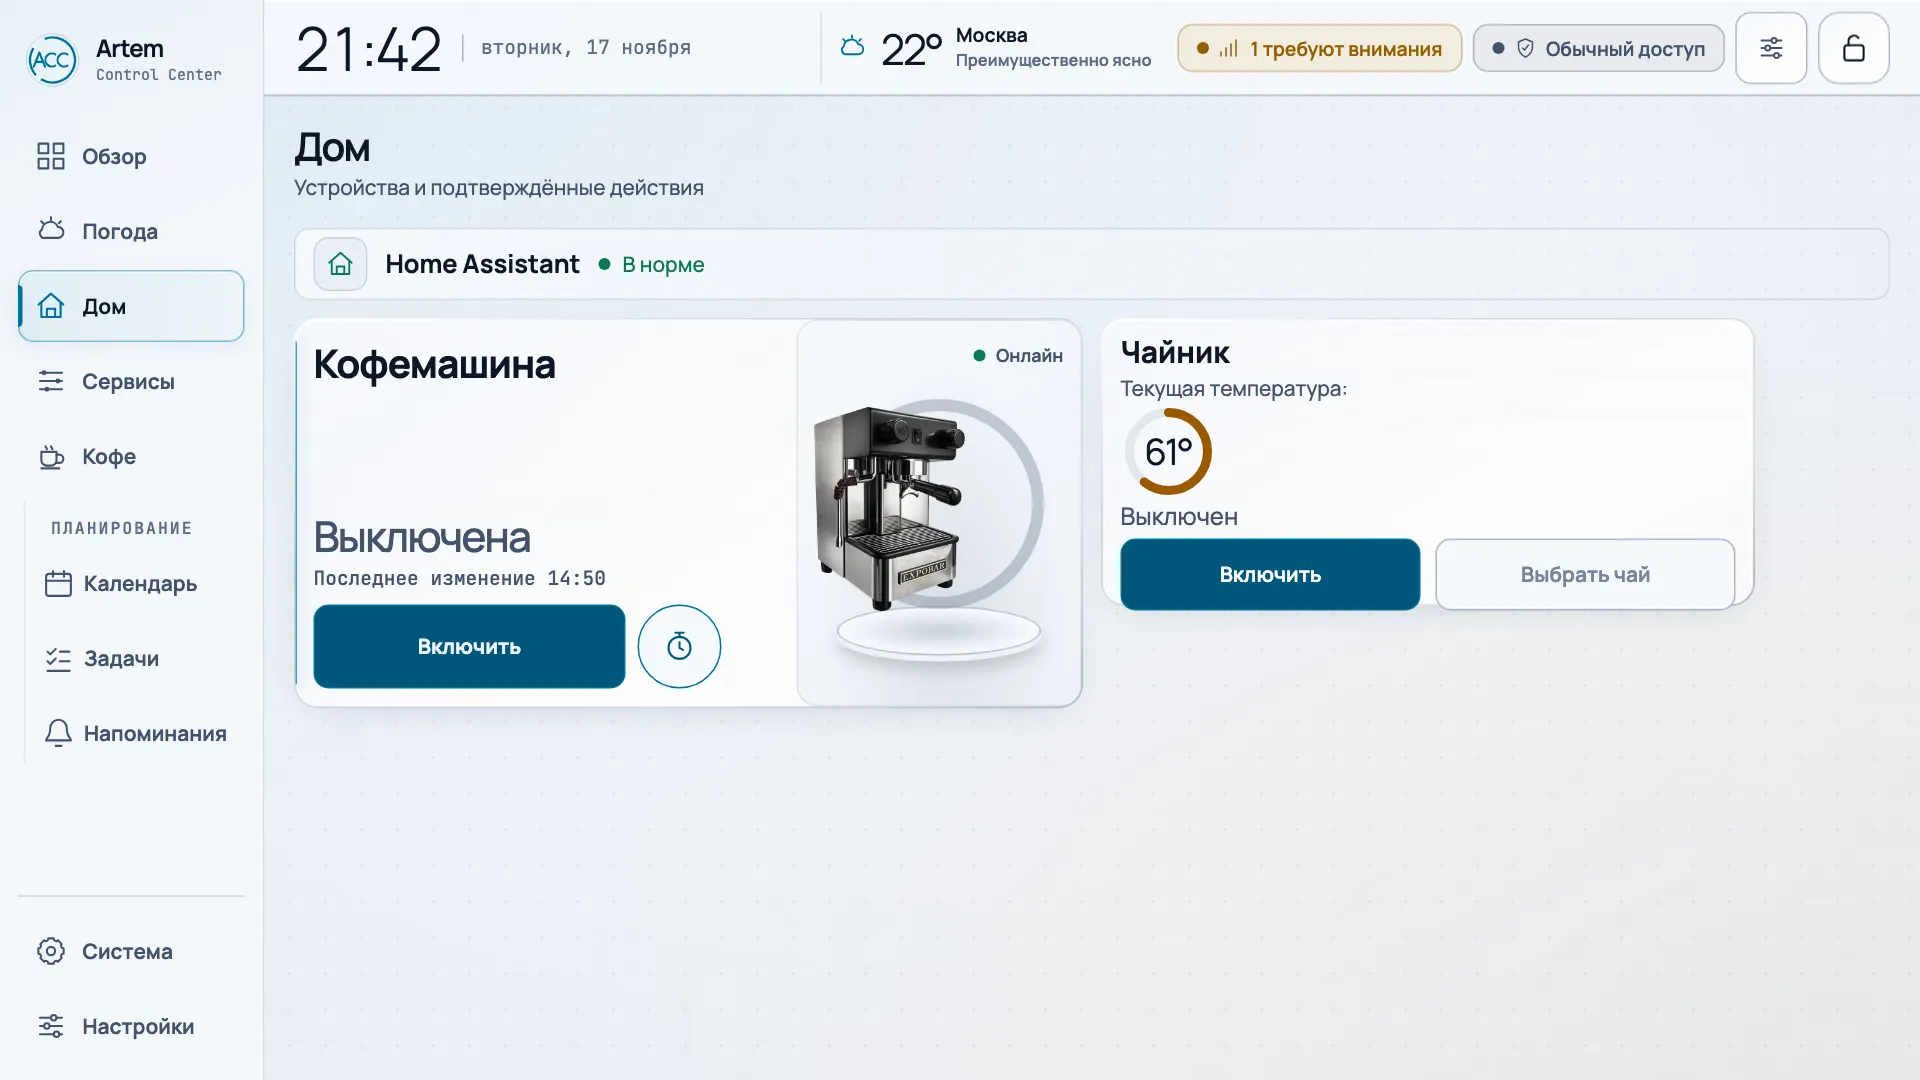 ACC
Artem
Control Center
Обзор
Погода
Дом
Сервисы
Кофе
ПЛАНИРОВАНИЕ
Календарь
Задачи
Напоминания
Система
Настройки
21:42
вторник, 17 ноября
22°
Москва
Преимущественно ясно
1 требуют внимания
Обычный доступ
Дом
Устройства и подтверждённые действия
Home Assistant
В норме
Кофемашина
Выключена
Последнее изменение 14:50
Включить
Онлайн
EXPOBAR
Чайник
Текущая температура:
61°
Выключен
Включить
Выбрать чай